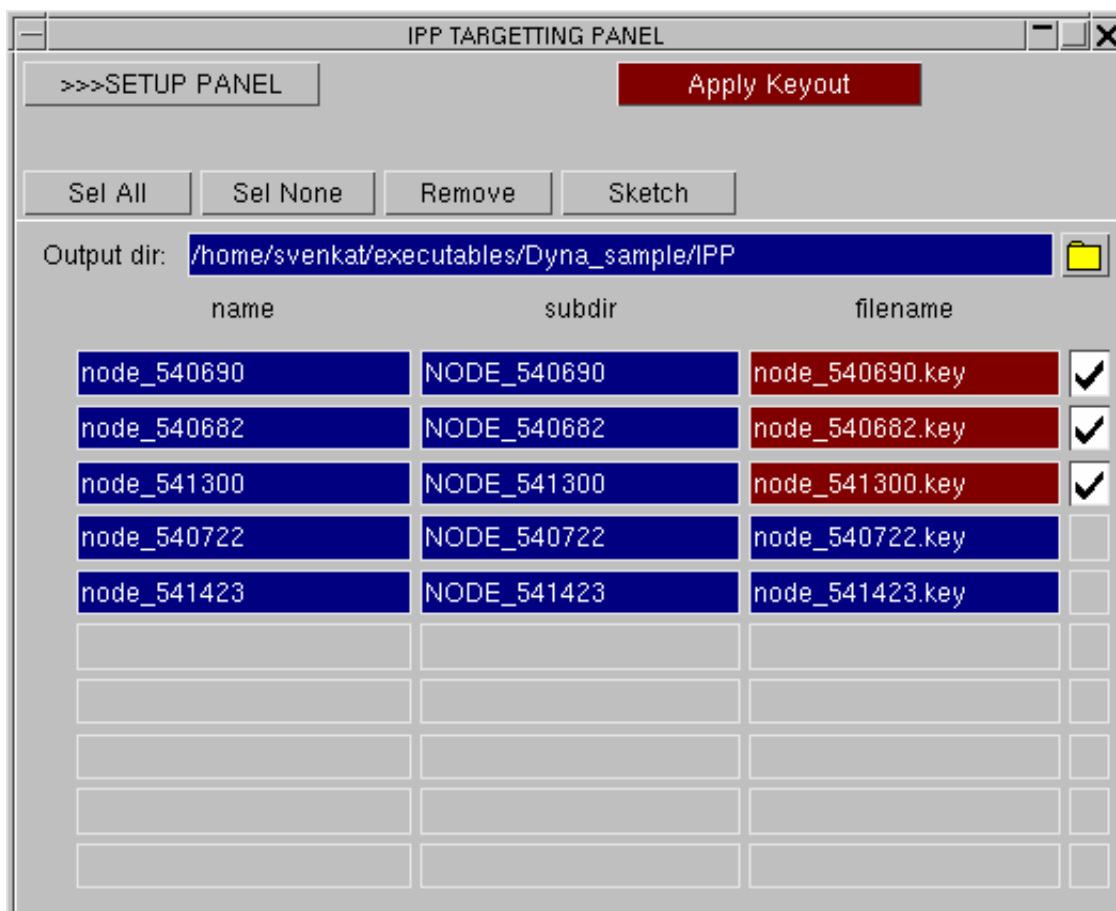 IPP TARGETTING PANEL
>>>SETUP PANEL Apply Keyout
Sel All Sel None Remove Sketch
Output dir: /home/svenkat/executables/Dyna_sample/IPP
name subdir filename
node_540690 NODE_540690 node_540690.key
node_540682 NODE_540682 node_540682.key
node_541300 NODE_541300 node_541300.key
node_540722 NODE_540722 node_540722.key
node_541423 NODE_541423 node_541423.key